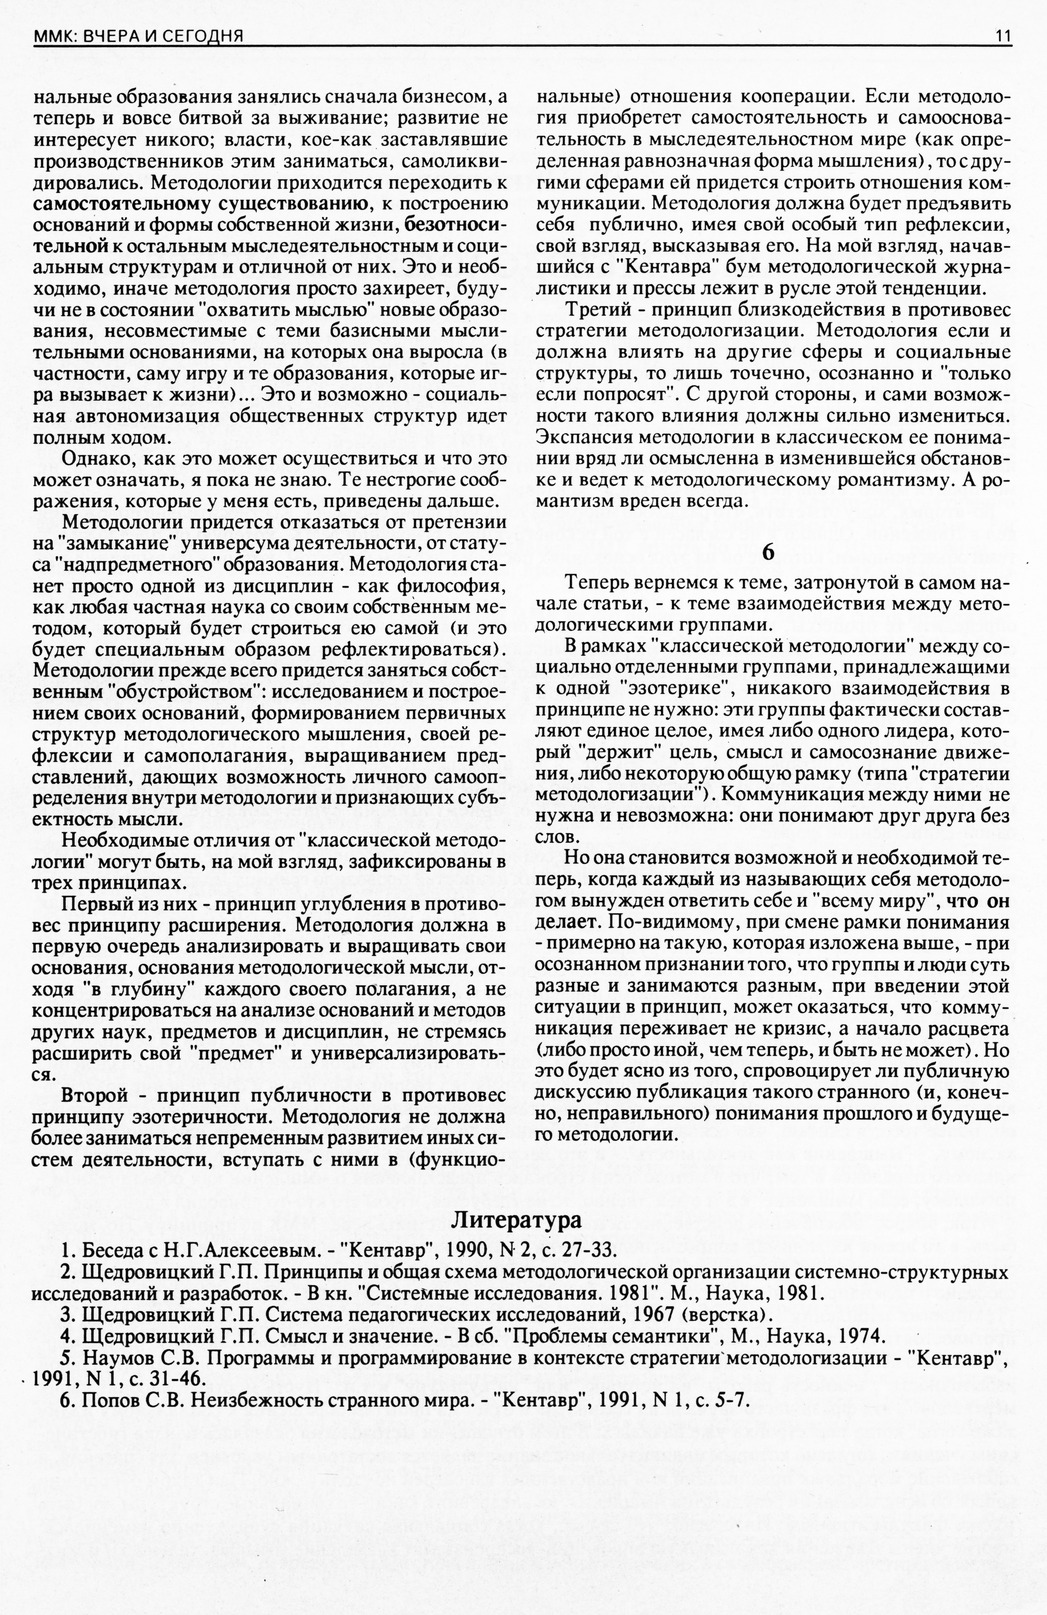 ММК: ВЧЕРА И СЕГОДНЯ 11
нальные образования занялись сначала бизнесом, а
теперь и вовсе битвой за выживание; развитие не
интересует никого; власти, кое-как заставлявшие
производственников этим заниматься, самоликви-
дировались. Методологии приходится переходить к
самостоятельному существованию, к построению
оснований и формы собственной жизни, безотноси-
тельной к остальным мыследеятельностным и соци-
альным структурам и отличной от них. Это и необ-
ходимо, иначе методология просто захиреет, буду-
чи не в состоянии "охватить мыслью" новые образо-
вания, несовместимые с теми базисными мысли-
тельными основаниями, на которых она выросла (в
частности, саму игру и те образования, которые иг-
ра вызывает к жизни)... Это и возможно - социаль-
ная автономизация общественных структур идет
полным ходом.
Однако, как это может осуществиться и что это
может означать, я пока не знаю. Те нестрогие сооб-
ражения, которые у меня есть, приведены дальше.
Методологии придется отказаться от претензии
на "замыкание" универсума деятельности, от стату-
са "надпредметного" образования. Методология ста-
нет просто одной из дисциплин - как философия,
как любая частная наука со своим собственным ме-
тодом, который будет строиться ею самой (и это
будет специальным образом рефлектироваться).
Методологии прежде всего придется заняться собст-
венным "обустройством": исследованием и построе-
нием своих оснований, формированием первичных
структур методологического мышления, своей ре-
флексии и самополагания, выращиванием пред-
ставлений, дающих возможность личного самооп-
ределения внутри методологии и признающих субъ-
ектность мысли.
Необходимые отличия от "классической методо-
логии" могут быть, на мой взгляд, зафиксированы в
трех принципах.
Первый из них - принцип углубления в противо-
вес принципу расширения. Методология должна в
первую очередь анализировать и выращивать свои
основания, основания методологической мысли, от-
ходя "в глубину" каждого своего полагания, а не
концентрироваться на анализе оснований и методов
других наук, предметов и дисциплин, не стремясь
расширить свой "предмет" и универсализировать-
ся.
Второй - принцип публичности в противовес
принципу эзотеричности. Методология не должна
более заниматься непременным развитием иных си-
стем деятельности, вступать с ними в (функцио-
нальные) отношения кооперации. Если методоло-
гия приобретет самостоятельность и самооснова-
тельность в мыследеятельностном мире (как опре-
деленная равнозначная форма мышления), то с дру-
гими сферами ей придется строить отношения ком-
муникации. Методология должна будет предъявить
себя публично, имея свой особый тип рефлексии,
свой взгляд, высказывая его. На мой взгляд, начав-
шийся с "Кентавра" бум методологической журна-
листики и прессы лежит в русле этой тенденции.
Третий - принцип близкодействия в противовес
стратегии методологизации. Методология если и
должна влиять на другие сферы и социальные
структуры, то лишь точечно, осознанно и "только
если попросят". С другой стороны, и сами возмож-
ности такого влияния должны сильно измениться.
Экспансия методологии в классическом ее понима-
нии вряд ли осмысленна в изменившейся обстанов-
ке и ведет к методологическому романтизму. А ро-
мантизм вреден всегда.
6
Теперь вернемся к теме, затронутой в самом на-
чале статьи, - к теме взаимодействия между мето-
дологическими группами.
В рамках "классической методологии" между со-
циально отделенными группами, принадлежащими
к одной "эзотерике", никакого взаимодействия в
принципе не нужно: эти группы фактически состав-
ляют единое целое, имея либо одного лидера, кото-
рый "держит" цель, смысл и самосознание движе-
ния, либо некоторую общую рамку (типа "стратегии
методологизации"). Коммуникация между ними не
нужна и невозможна: они понимают друг друга без
слов.
Но она становится возможной и необходимой те-
перь, когда каждый из называющих себя методоло-
гом вынужден ответить себе и "всему миру", что он
делает. По-видимому, при смене рамки понимания
- примерно на такую, которая изложена выше, - при
осознанном признании того, что группы и люди суть
разные и занимаются разным, при введении этой
ситуации в принцип, может оказаться, что комму-
никация переживает не кризис, а начало расцвета
(либо просто иной, чем теперь, и быть не может). Но
это будет ясно из того, спровоцирует ли публичную
дискуссию публикация такого странного (и, конеч-
но, неправильного) понимания прошлого и будуще-
го методологии.
Литература
1. Беседа с Н.Г.Алексеевым. - "Кентавр", 1990, N 2, с. 27-33.
2. Щедровицкий Г.П. Принципы и общая схема методологической организации системно-структурных
исследований и разработок. - В кн. "Системные исследования. 1981". М., Наука, 1981.
3. Щедровицкий Г.П. Система педагогических исследований, 1967 (верстка).
4. Щедровицкий Г.П. Смысл и значение. - В сб. "Проблемы семантики", М., Наука, 1974.
5. Наумов С.В. Программы и программирование в контексте стратегии методологизации - "Кентавр",
1991, N 1, с. 31-46.
6. Попов С.В. Неизбежность странного мира. - "Кентавр", 1991, N 1, с. 5-7.